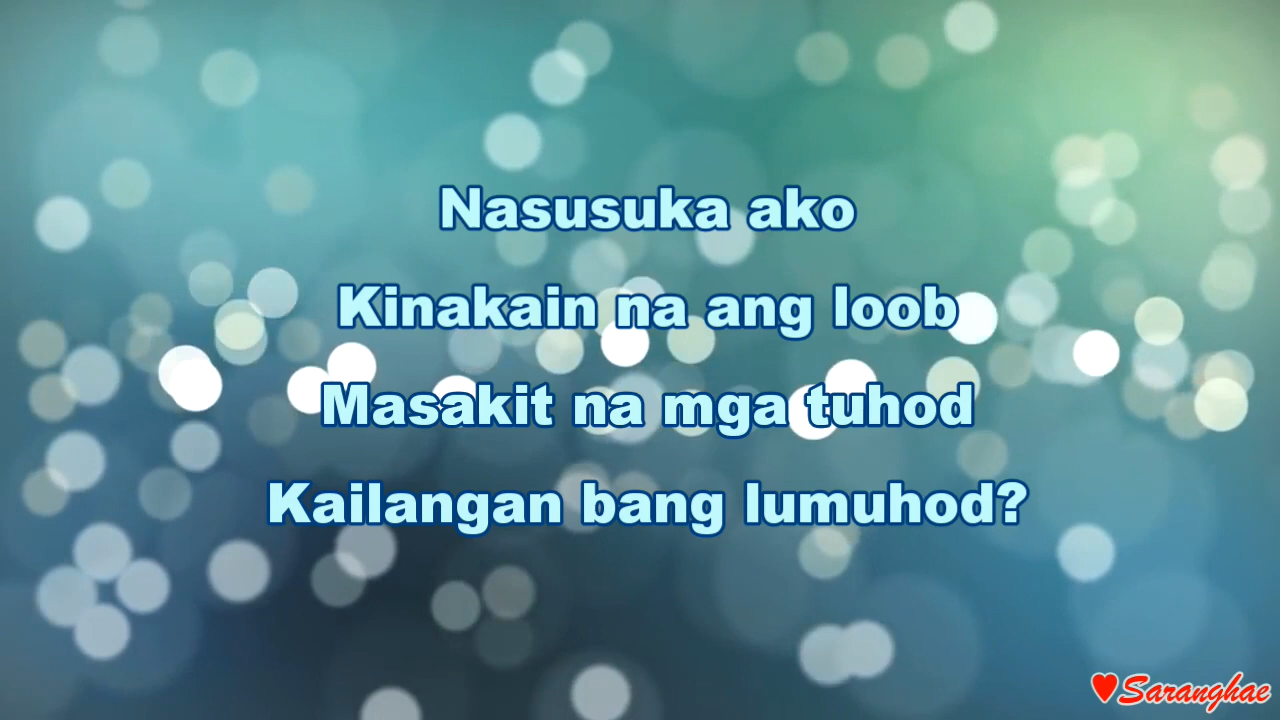 Nasusuka ako
Kinakain na ang loob
Masakit na mga tuhod
Kailangan bang lumuhod?
Saranghae